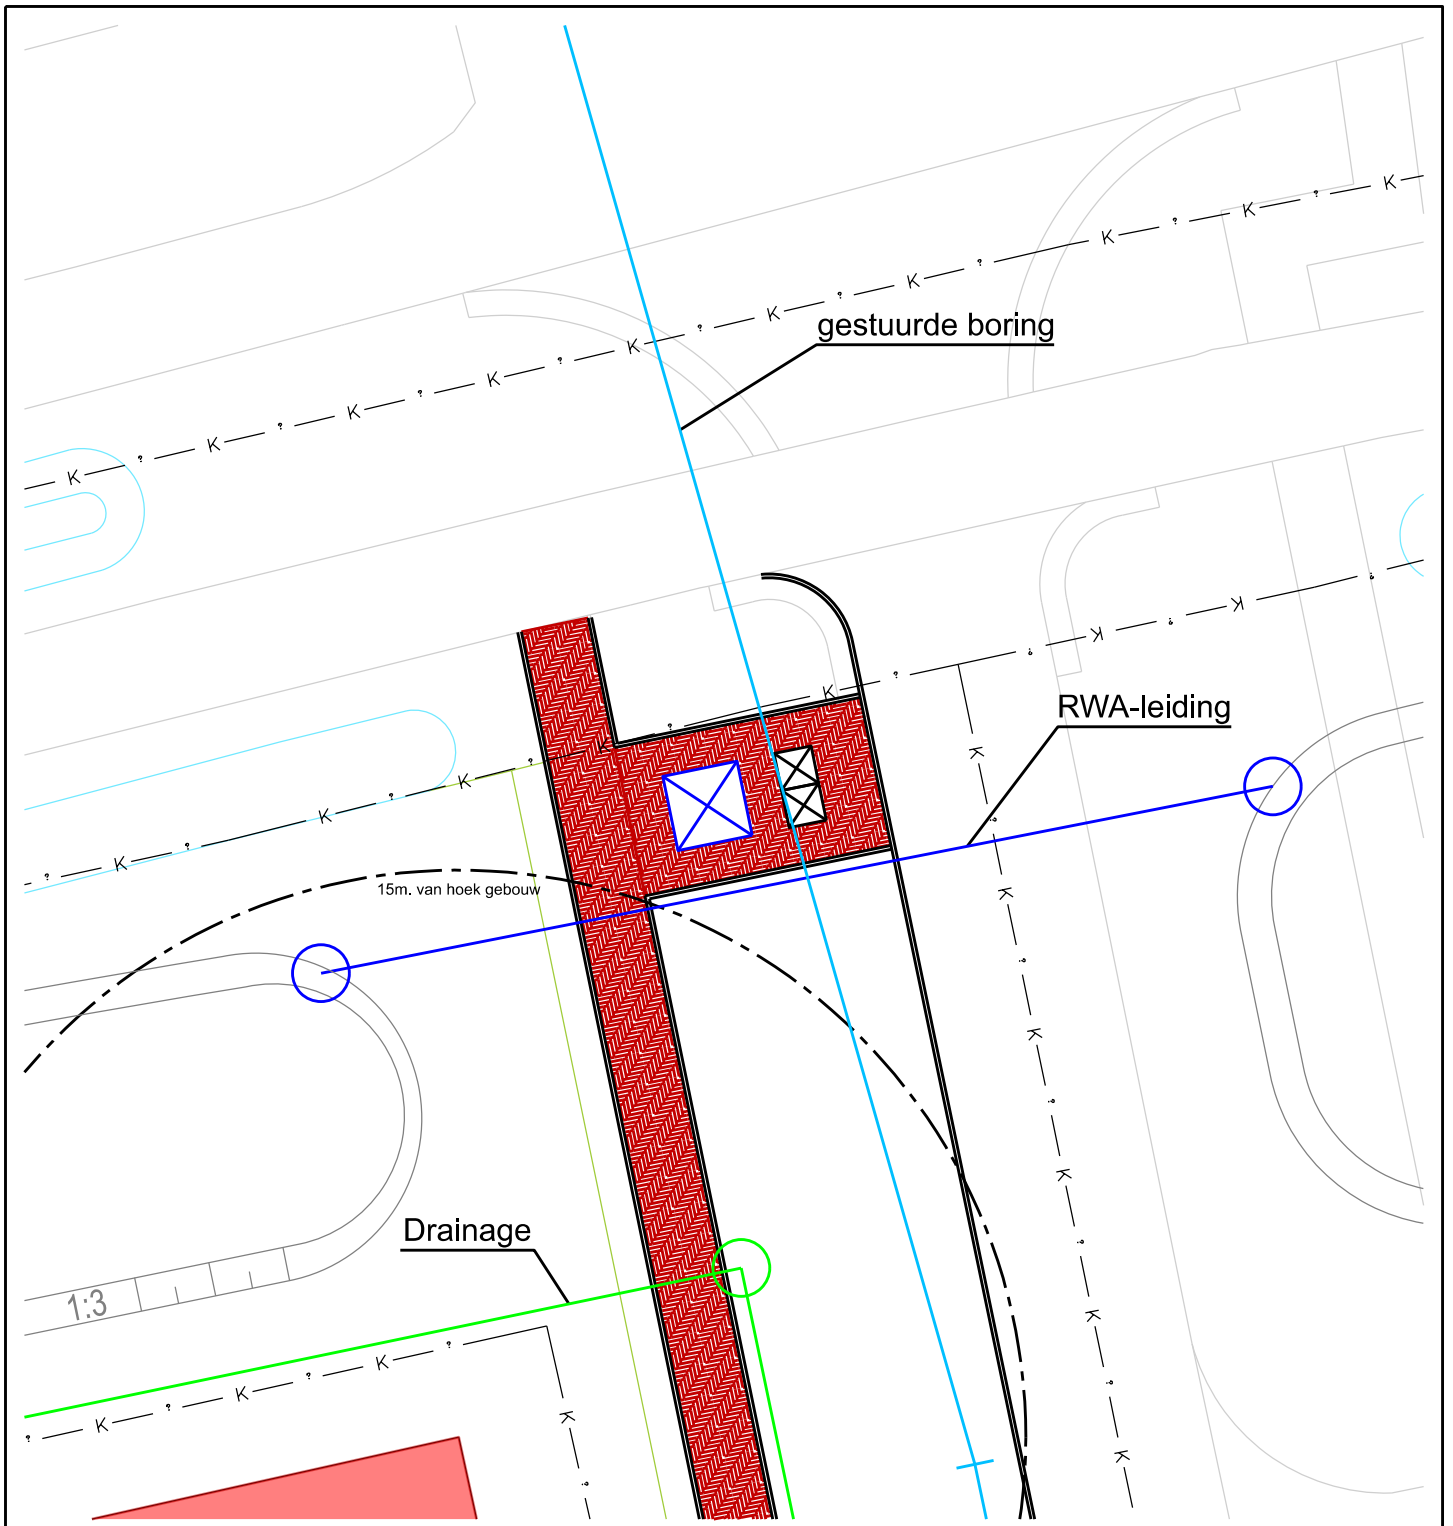 gestuurde boring
RWA-leiding
15m. van hoek gebouw
Drainage
1:3